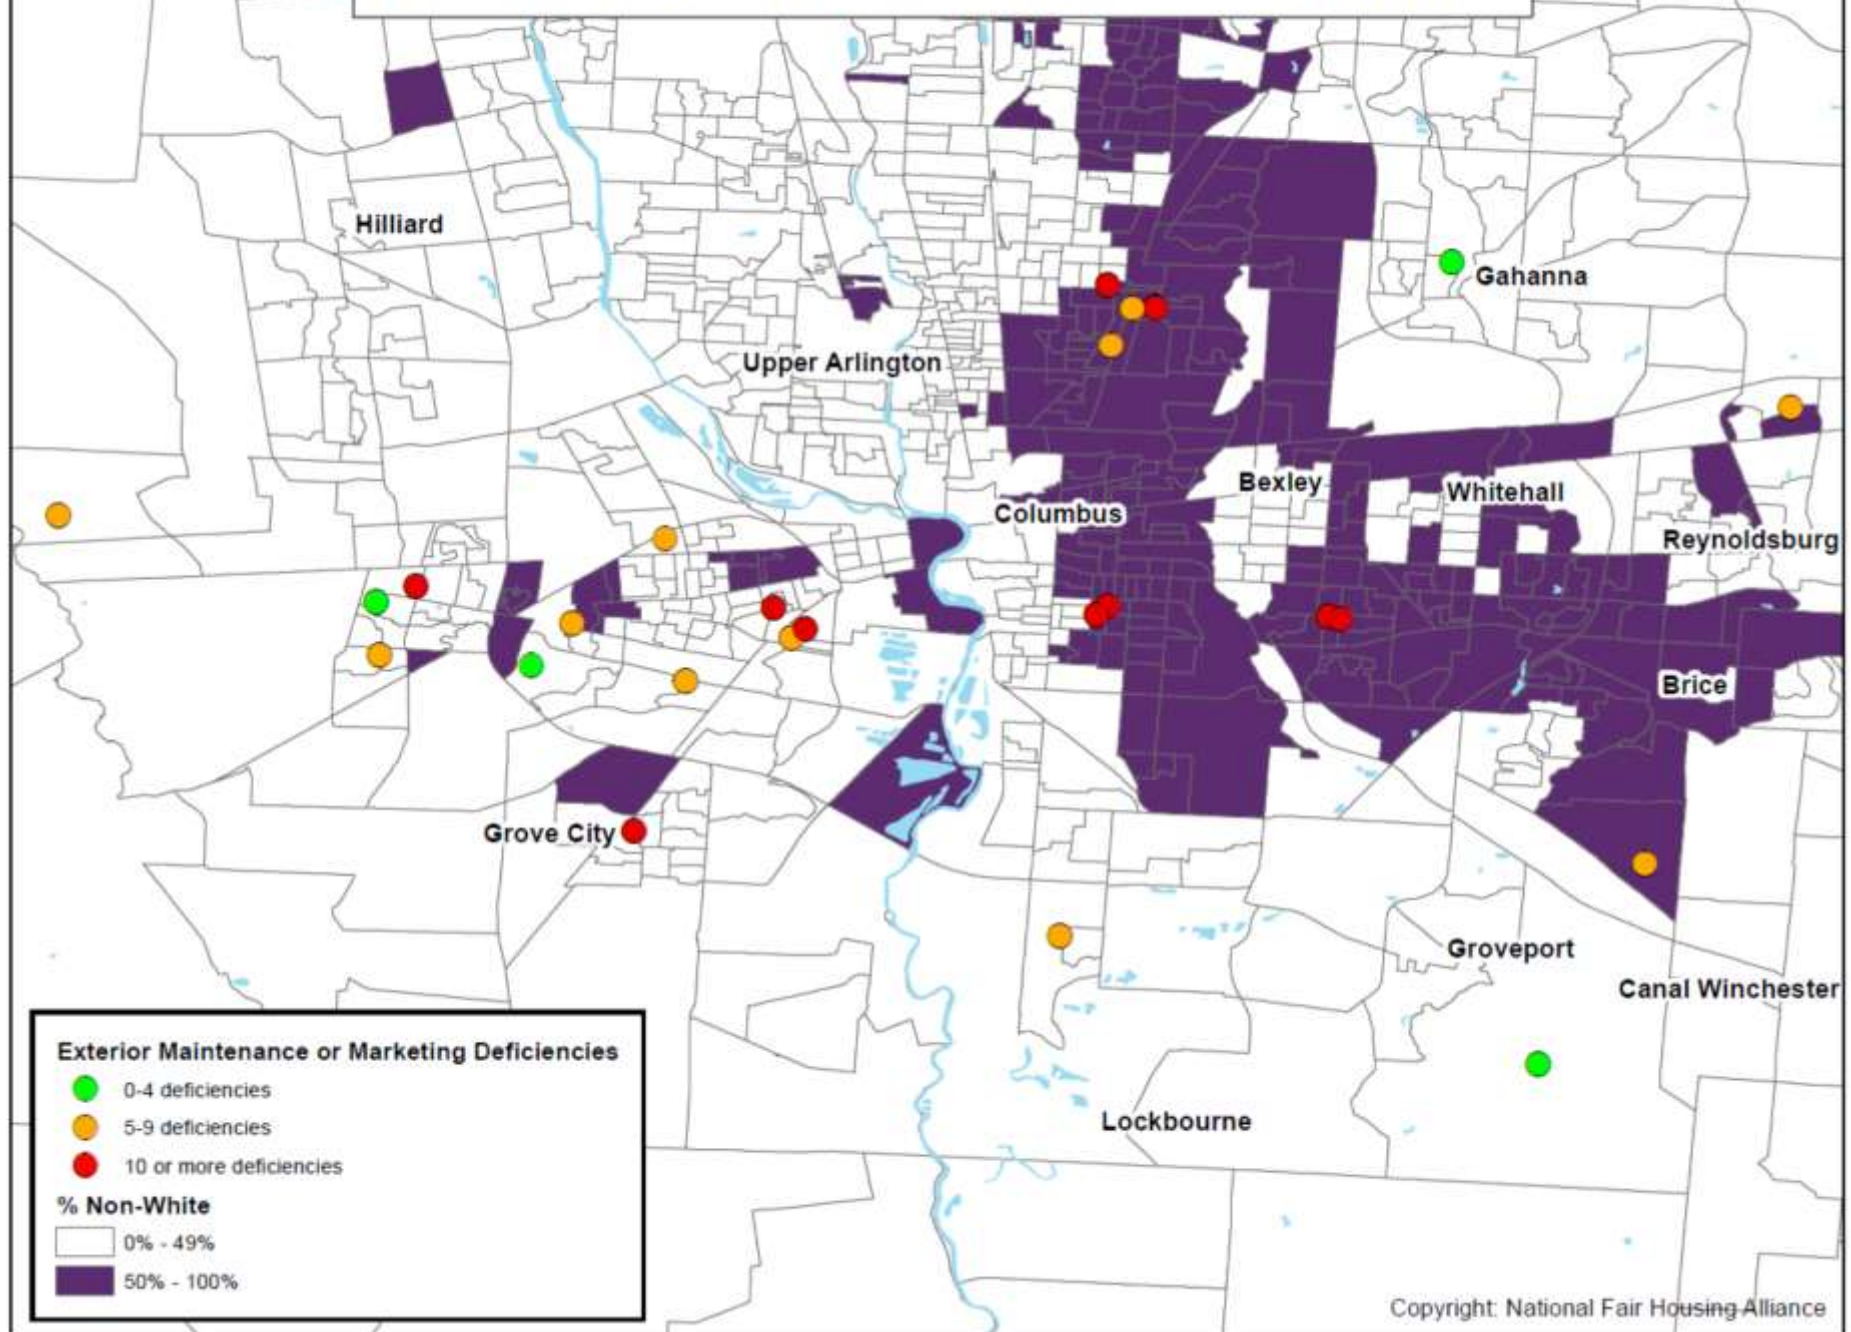 Hilliard
Gahanna
Upper Arlington
Bexley
Whitehall
Columbus
Reynoldsburg
Brice
Grove City
Groveport
Canal Winchester
Lockbourne
Exterior Maintenance or Marketing Deficiencies
0-4 deficiencies
5-9 deficiencies
10 or more deficiencies
% Non-White
0% - 49%
50% - 100%
Copyright: National Fair Housing Alliance